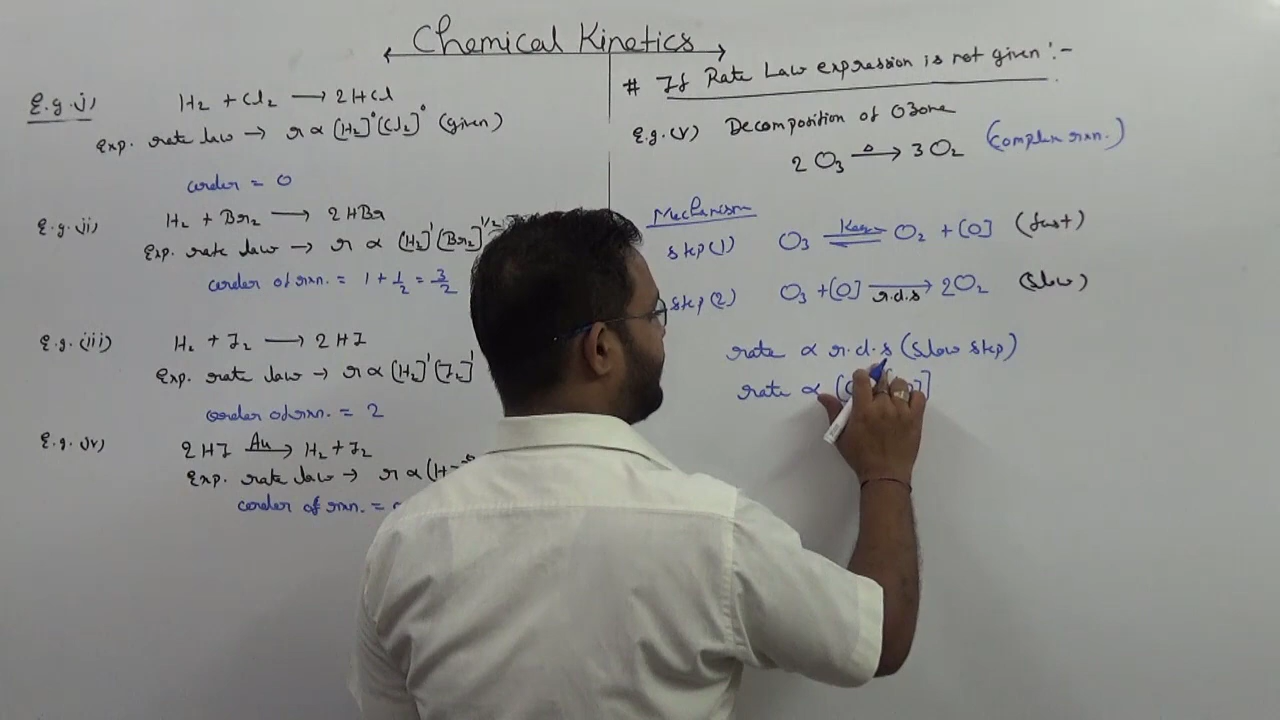 Chemical Kinetics
E.g. i)
H₂ + Cl₂ → 2HCl
Exp. rate law → r α [H₂]⁰ [Cl₂]⁰ (given)
order = 0
E.g. ii)
H₂ + Br₂ → 2HBr
Exp. rate law → r α [H₂]¹ [Br₂]^1/2
order of rxn. = 1 + 1/2 = 3/2
E.g. (iii)
H₂ + I₂ → 2HI
Exp. rate law → r α [H₂]¹ [I₂]¹
order of rxn. = 2
E.g. iv)
2HI Au→ H₂ + I₂
Exp. rate law → r α
order of rxn. =
# If Rate Law expression is not given :-
E.g. (v) Decomposition of Ozone
2O₃ Δ→ 3O₂ (Complex rxn.)
Mechanism
step (1) O₃ ⇌ O₂ + [O] (fast)
step (2) O₃ + [O] →r.d.s 2O₂ (Slow)
rate α r.d.s (Slow step)
rate α